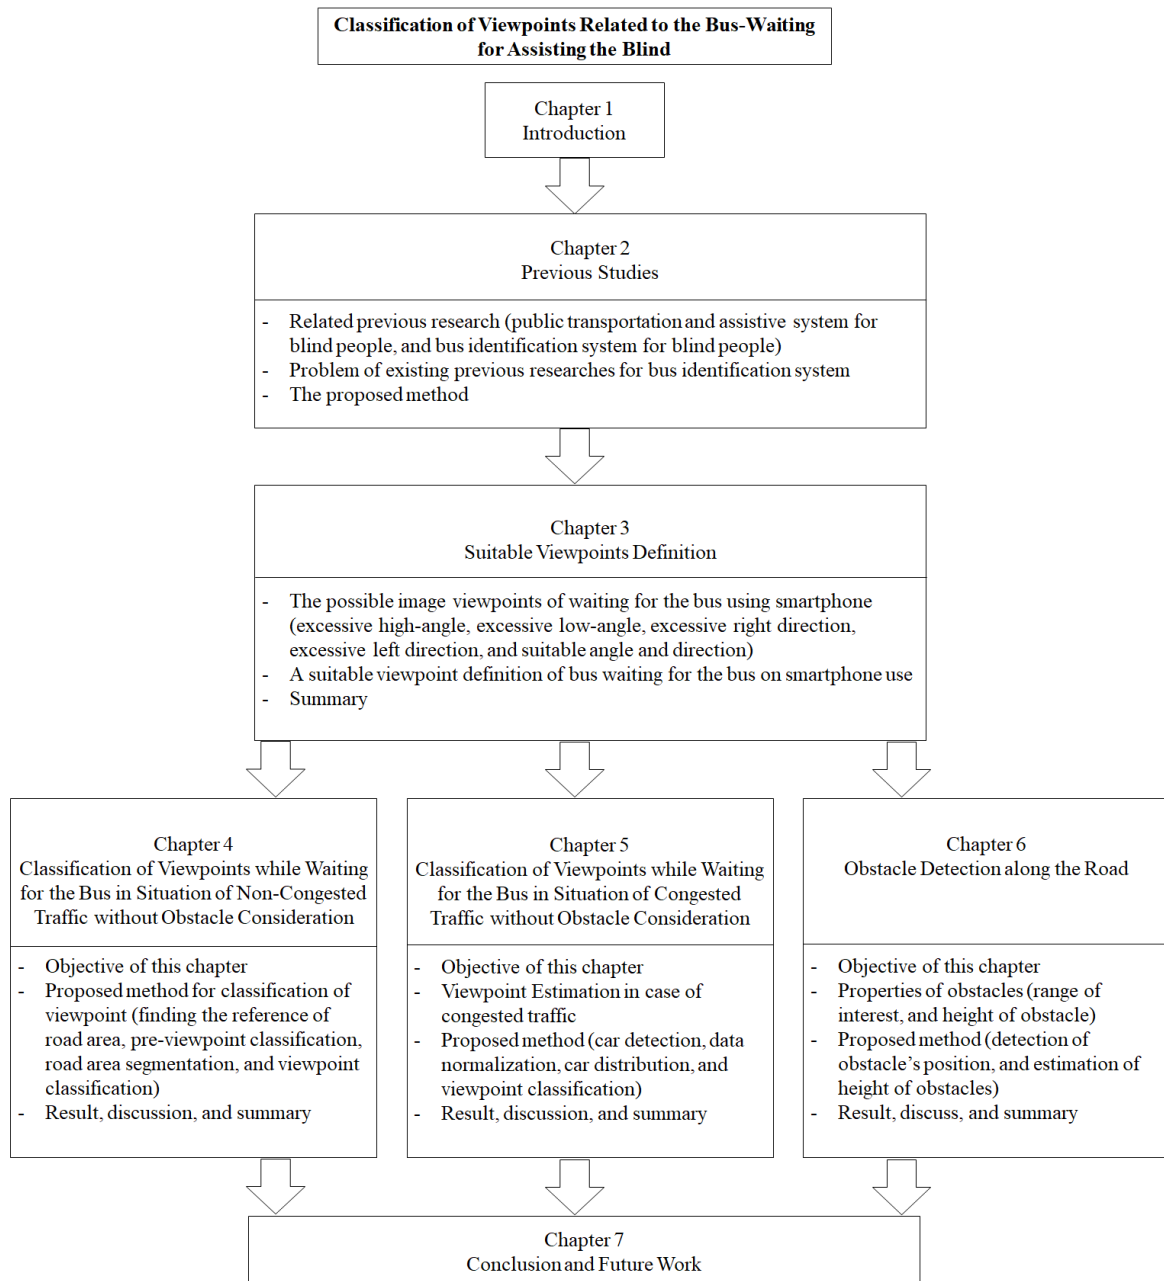 Classification of Viewpoints Related to the Bus-Waiting
for Assisting the Blind
Chapter 1
Introduction
Chapter 2
Previous Studies
- Related previous research (public transportation and assistive system for
blind people, and bus identification system for blind people)
- Problem of existing previous researches for bus identification system
- The proposed method
Chapter 3
Suitable Viewpoints Definition
- The possible image viewpoints of waiting for the bus using smartphone
(excessive high-angle, excessive low-angle, excessive right direction,
excessive left direction, and suitable angle and direction)
- A suitable viewpoint definition of bus waiting for the bus on smartphone use
- Summary
Chapter 4
Classification of Viewpoints while Waiting
for the Bus in Situation of Non-Congested
Traffic without Obstacle Consideration
- Objective of this chapter
- Proposed method for classification of
viewpoint (finding the reference of
road area, pre-viewpoint classification,
road area segmentation, and viewpoint
classification)
- Result, discussion, and summary
Chapter 5
Classification of Viewpoints while Waiting
for the Bus in Situation of Congested
Traffic without Obstacle Consideration
- Objective of this chapter
- Viewpoint Estimation in case of
congested traffic
- Proposed method (car detection, data
normalization, car distribution, and
viewpoint classification)
- Result, discussion, and summary
Chapter 6
Obstacle Detection along the Road
- Objective of this chapter
- Properties of obstacles (range of
interest, and height of obstacle)
- Proposed method (detection of
obstacle's position, and estimation of
height of obstacles)
- Result, discuss, and summary
Chapter 7
Conclusion and Future Work